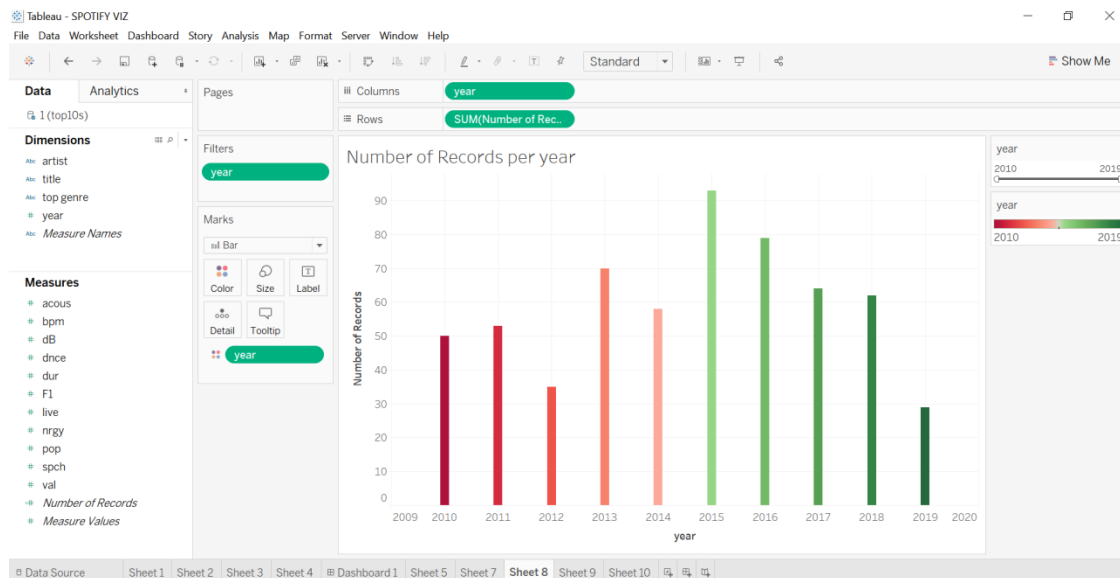 Tableau - SPOTIFY VIZ
File Data Worksheet Dashboard Story Analysis Map Format Server Window Help
Standard
Show Me
Data Analytics
1 (top10s)
Dimensions
Abc artist
Abc title
Abc top genre
# year
Abc Measure Names
Measures
# acous
# bpm
# dB
# dnce
# dur
# F1
# live
# nrgy
# pop
# spch
# val
# Number of Records
# Measure Values
Pages
Filters
year
Marks
Bar
Color Size Label
Detail Tooltip
year
Columns year
Rows SUM(Number of Rec..
Number of Records per year
Number of Records
90
80
70
60
50
40
30
20
10
0
2009 2010 2011 2012 2013 2014 2015 2016 2017 2018 2019 2020
year
year
2010 2019
year
2010 2019
Data Source Sheet 1 Sheet 2 Sheet 3 Sheet 4 Dashboard 1 Sheet 5 Sheet 7 Sheet 8 Sheet 9 Sheet 10